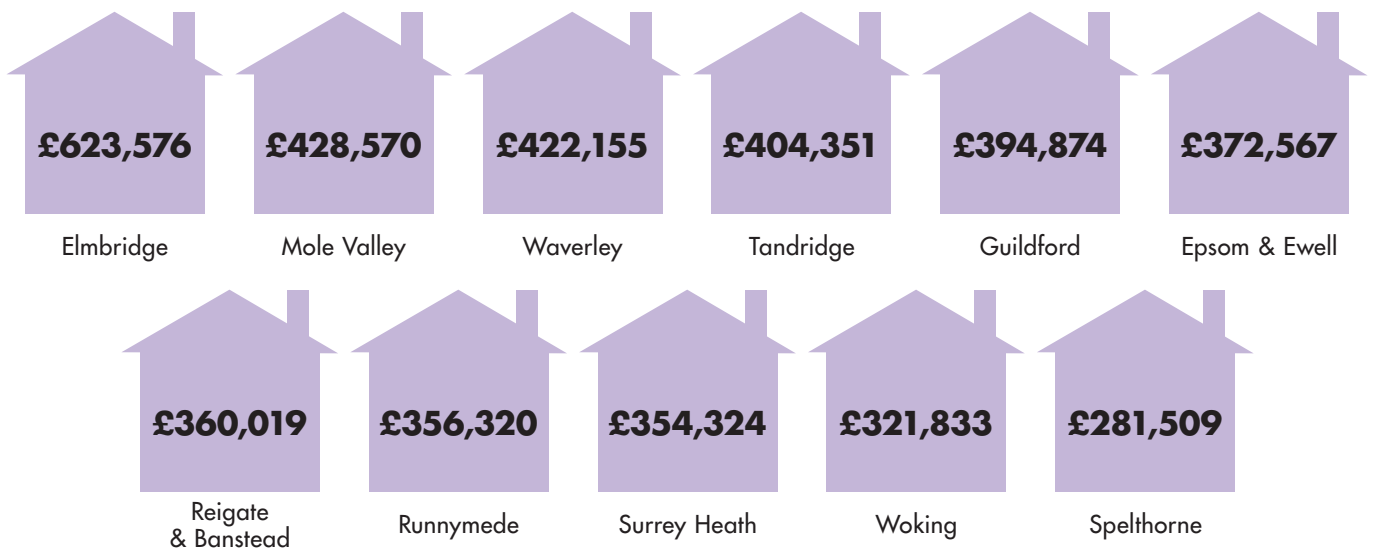 £623,576
£428,570
£422,155
£404,351
£394,874
£372,567
Elmbridge
Mole Valley
Waverley
Tandridge
Guildford
Epsom & Ewell
£360,019
£356,320
£354,324
£321,833
£281,509
Reigate
& Banstead
Runnymede
Surrey Heath
Woking
Spelthorne